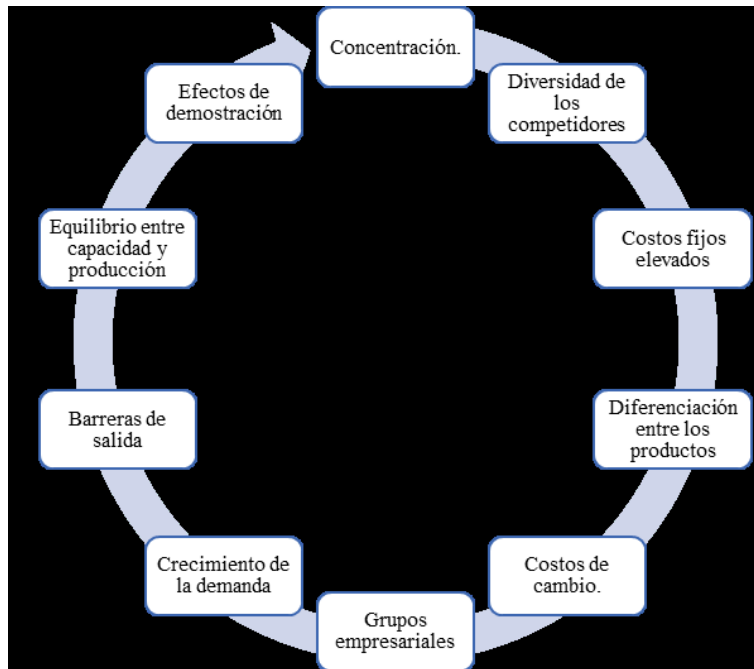 Concentración.
Diversidad de
los
competidores
Costos fijos
elevados
Diferenciación
entre los
productos
Costos de
cambio.
Grupos
empresariales
Crecimiento de
la demanda
Barreras de
salida
Equilibrio entre
capacidad y
producción
Efectos de
demostración